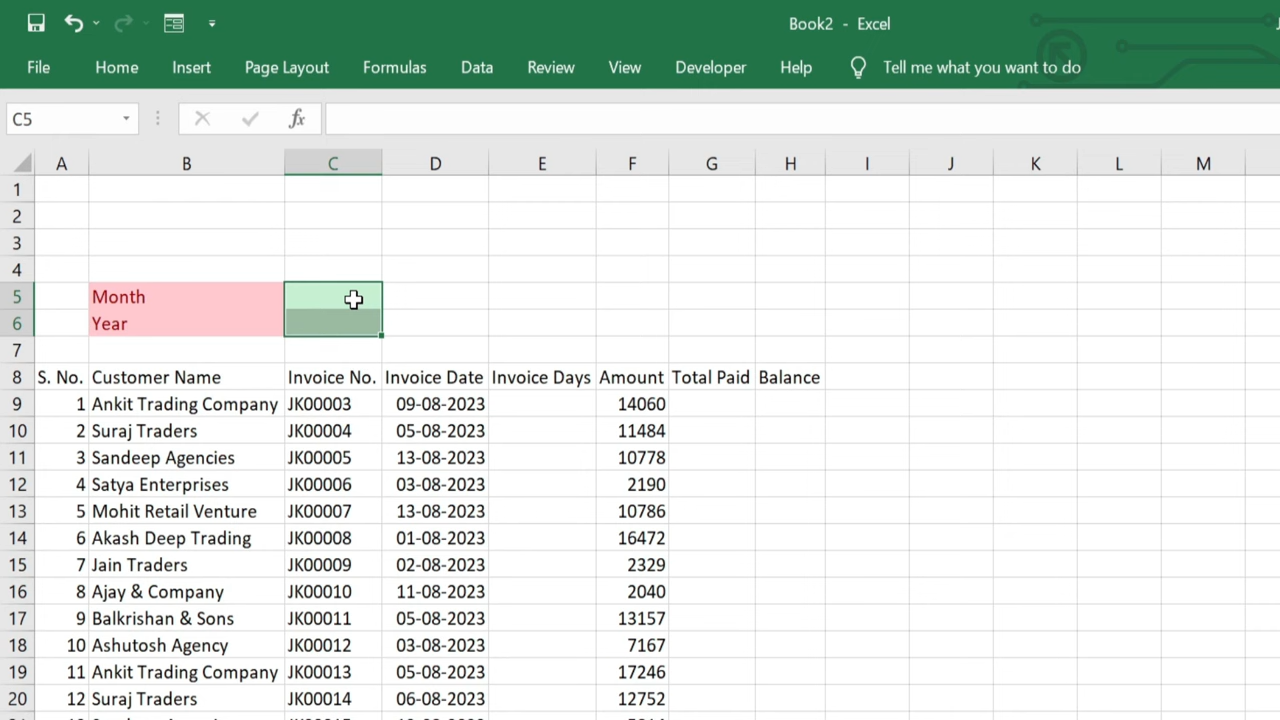 Book2 - Excel
File Home Insert Page Layout Formulas Data Review View Developer Help Tell me what you want to do
C5 fx
A B C D E F G H I J K L M
1
2
3
4
5 Month
6 Year
7
8 S. No. Customer Name Invoice No. Invoice Date Invoice Days Amount Total Paid Balance
9 1 Ankit Trading Company JK00003 09-08-2023 14060
10 2 Suraj Traders JK00004 05-08-2023 11484
11 3 Sandeep Agencies JK00005 13-08-2023 10778
12 4 Satya Enterprises JK00006 03-08-2023 2190
13 5 Mohit Retail Venture JK00007 13-08-2023 10786
14 6 Akash Deep Trading JK00008 01-08-2023 16472
15 7 Jain Traders JK00009 02-08-2023 2329
16 8 Ajay & Company JK00010 11-08-2023 2040
17 9 Balkrishan & Sons JK00011 05-08-2023 13157
18 10 Ashutosh Agency JK00012 03-08-2023 7167
19 11 Ankit Trading Company JK00013 05-08-2023 17246
20 12 Suraj Traders JK00014 06-08-2023 12752